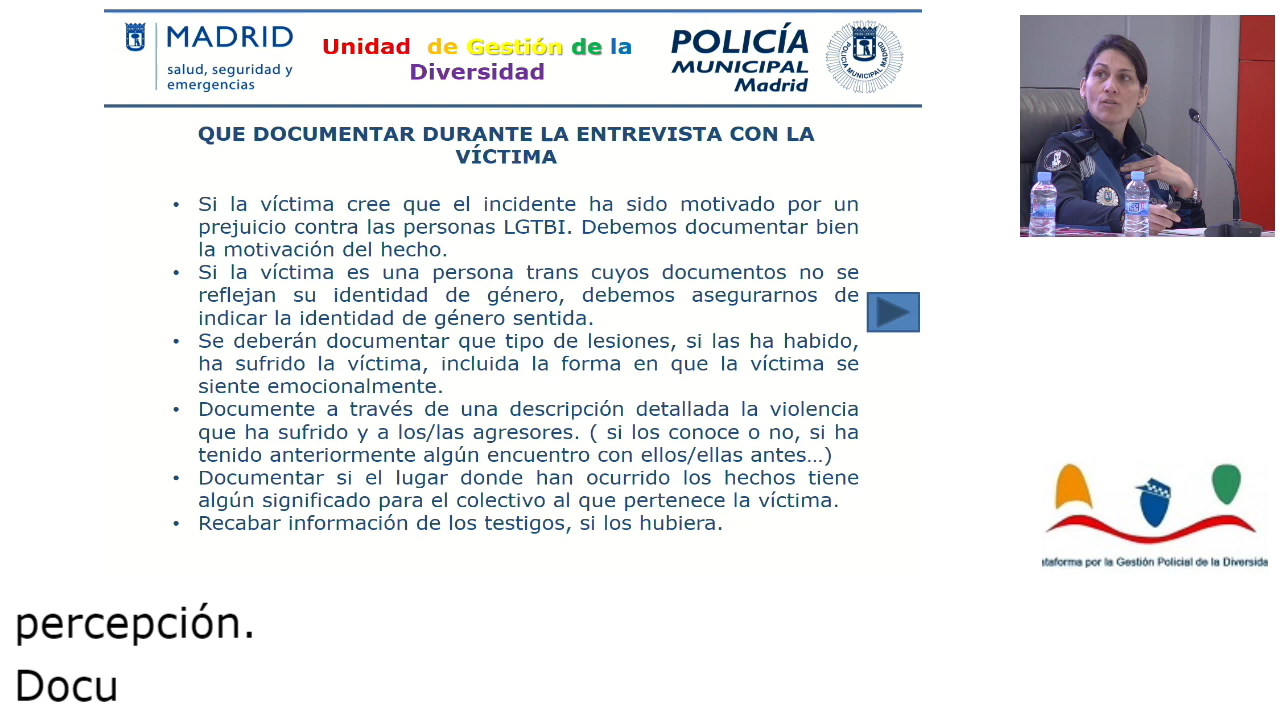 MADRID
salud, seguridad y
emergencias
Unidad de Gestión de la
Diversidad
POLICÍA
MUNICIPAL
Madrid
POLICÍA MUNICIPAL MADRID
QUE DOCUMENTAR DURANTE LA ENTREVISTA CON LA
VÍCTIMA
• Si la víctima cree que el incidente ha sido motivado por un
prejuicio contra las personas LGTBI. Debemos documentar bien
la motivación del hecho.
• Si la víctima es una persona trans cuyos documentos no se
reflejan su identidad de género, debemos asegurarnos de
indicar la identidad de género sentida.
• Se deberán documentar que tipo de lesiones, si las ha habido,
ha sufrido la víctima, incluida la forma en que la víctima se
siente emocionalmente.
• Documente a través de una descripción detallada la violencia
que ha sufrido y a los/las agresores. ( si los conoce o no, si ha
tenido anteriormente algún encuentro con ellos/ellas antes…)
• Documentar si el lugar donde han ocurrido los hechos tiene
algún significado para el colectivo al que pertenece la víctima.
• Recabar información de los testigos, si los hubiera.
ataforma por la Gestión Policial de la Diversida
percepción.
Docu